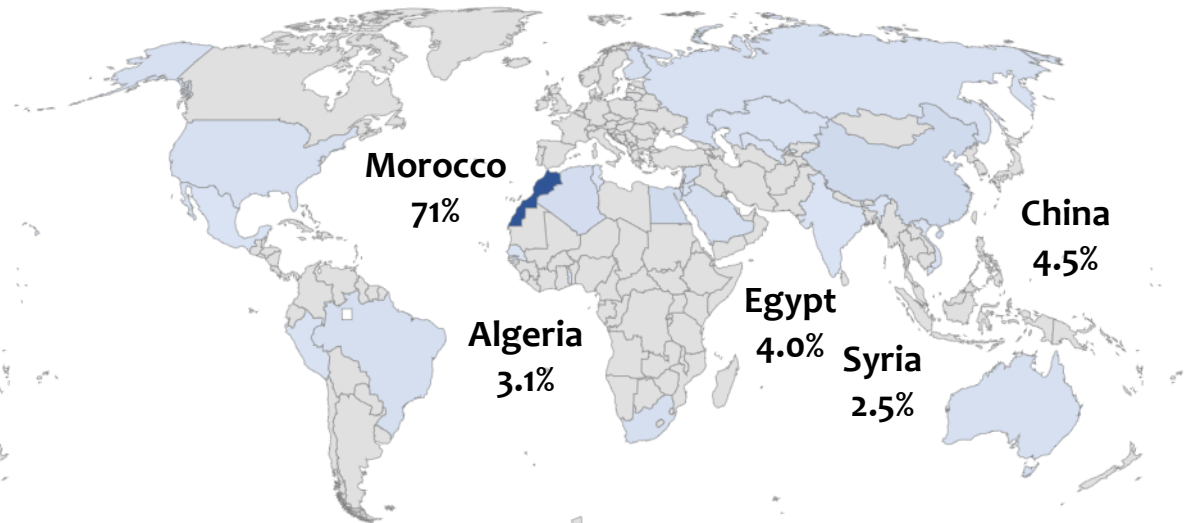 Morocco
71%
China
4.5%
Egypt
4.0%
Algeria
3.1%
Syria
2.5%